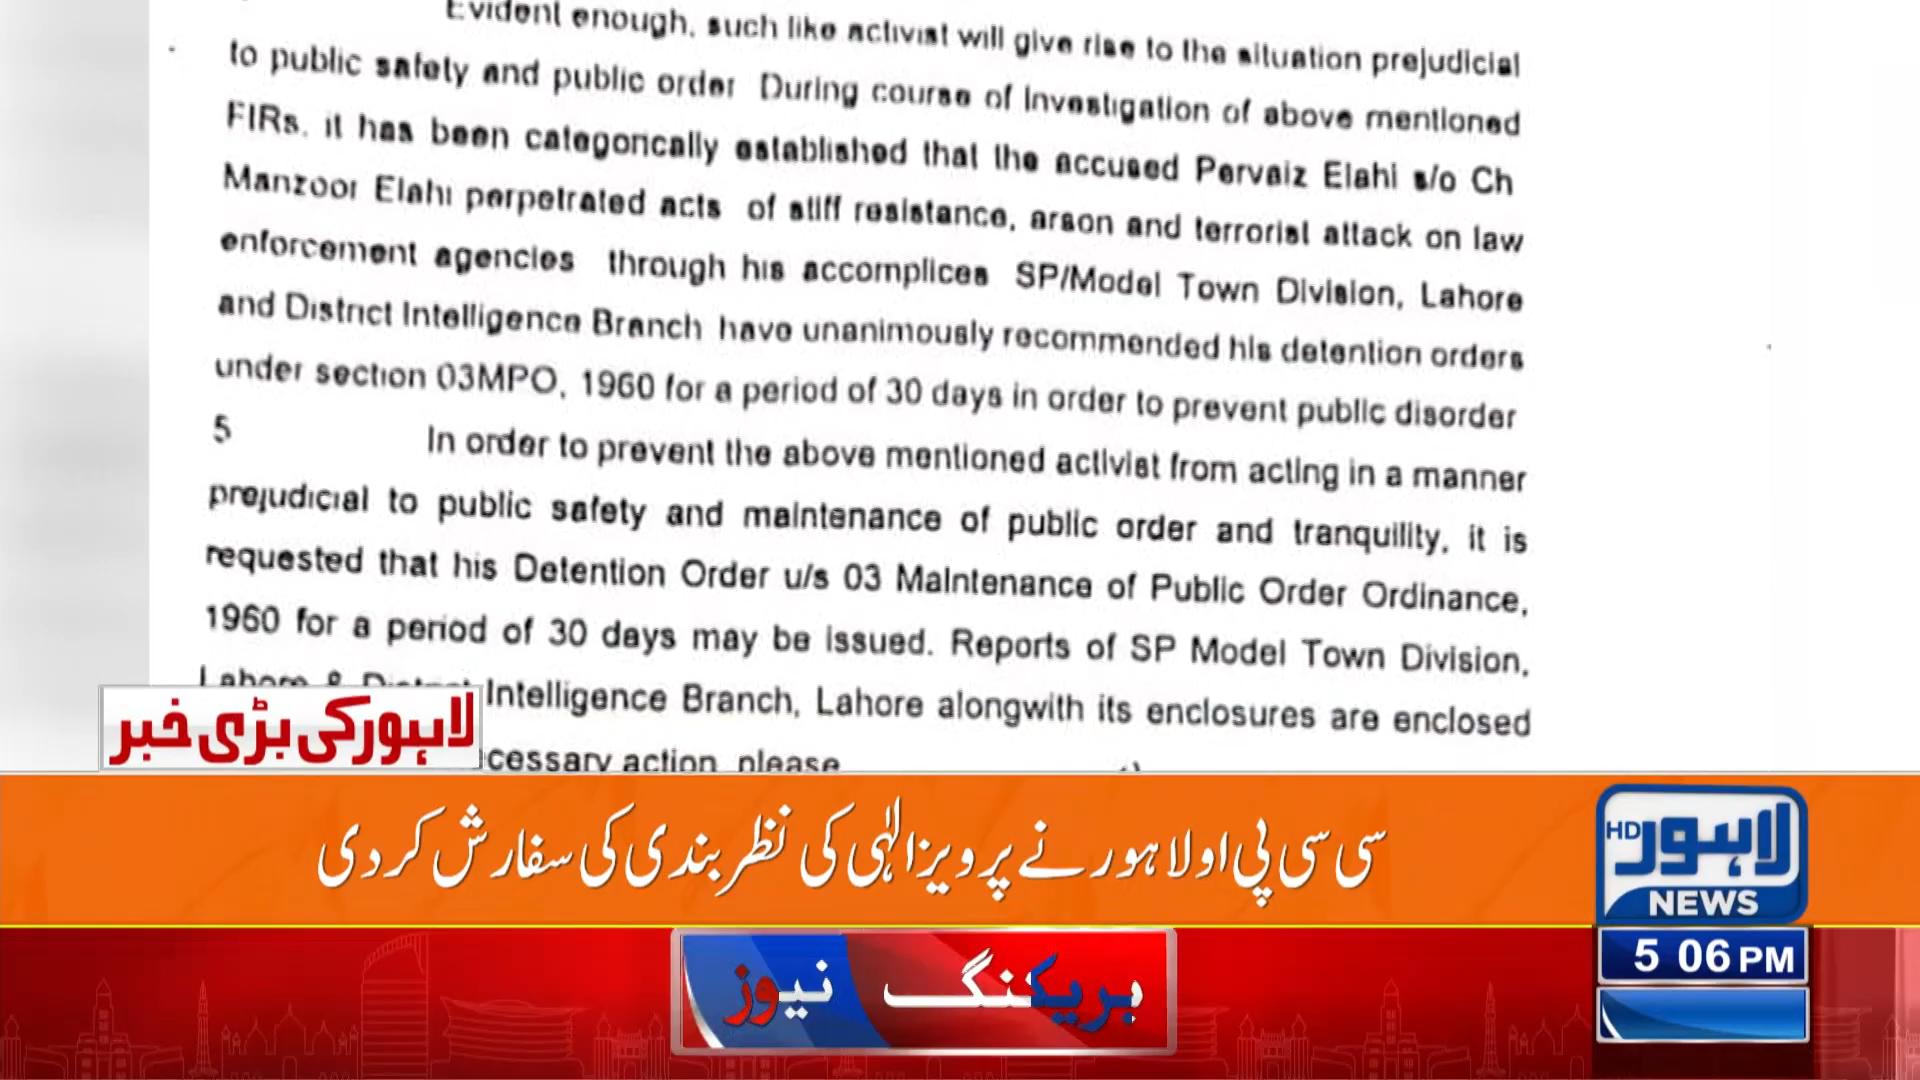 Evident enough, such like activist will give rise to the situation prejudicial
to public safety and public order During course of investigation of above mentioned
FIRs. it has been categorically established that the accused Pervaiz Elahi s/o Ch
Manzoor Elahi perpetrated acts of stiff resistance, arson and terrorist attack on law
enforcement agencies through his accomplices SP/Model Town Division, Lahore
and District Intelligence Branch have unanimously recommended his detention orders
under section 03MPO, 1960 for a period of 30 days in order to prevent public disorder
5 In order to prevent the above mentioned activist from acting in a manner
prejudicial to public safety and maintenance of public order and tranquility, it is
requested that his Detention Order u/s 03 Maintenance of Public Order Ordinance,
1960 for a period of 30 days may be issued. Reports of SP Model Town Division,
Lahore & District Intelligence Branch, Lahore alongwith its enclosures are enclosed
action please
لاہور کی بڑی خبر
سی سی پی او لاہور نے پرویز الٰہی کی نظر بندی کی سفارش کر دی
لاہور HD
NEWS
5 06 PM
بریکنگ نیوز